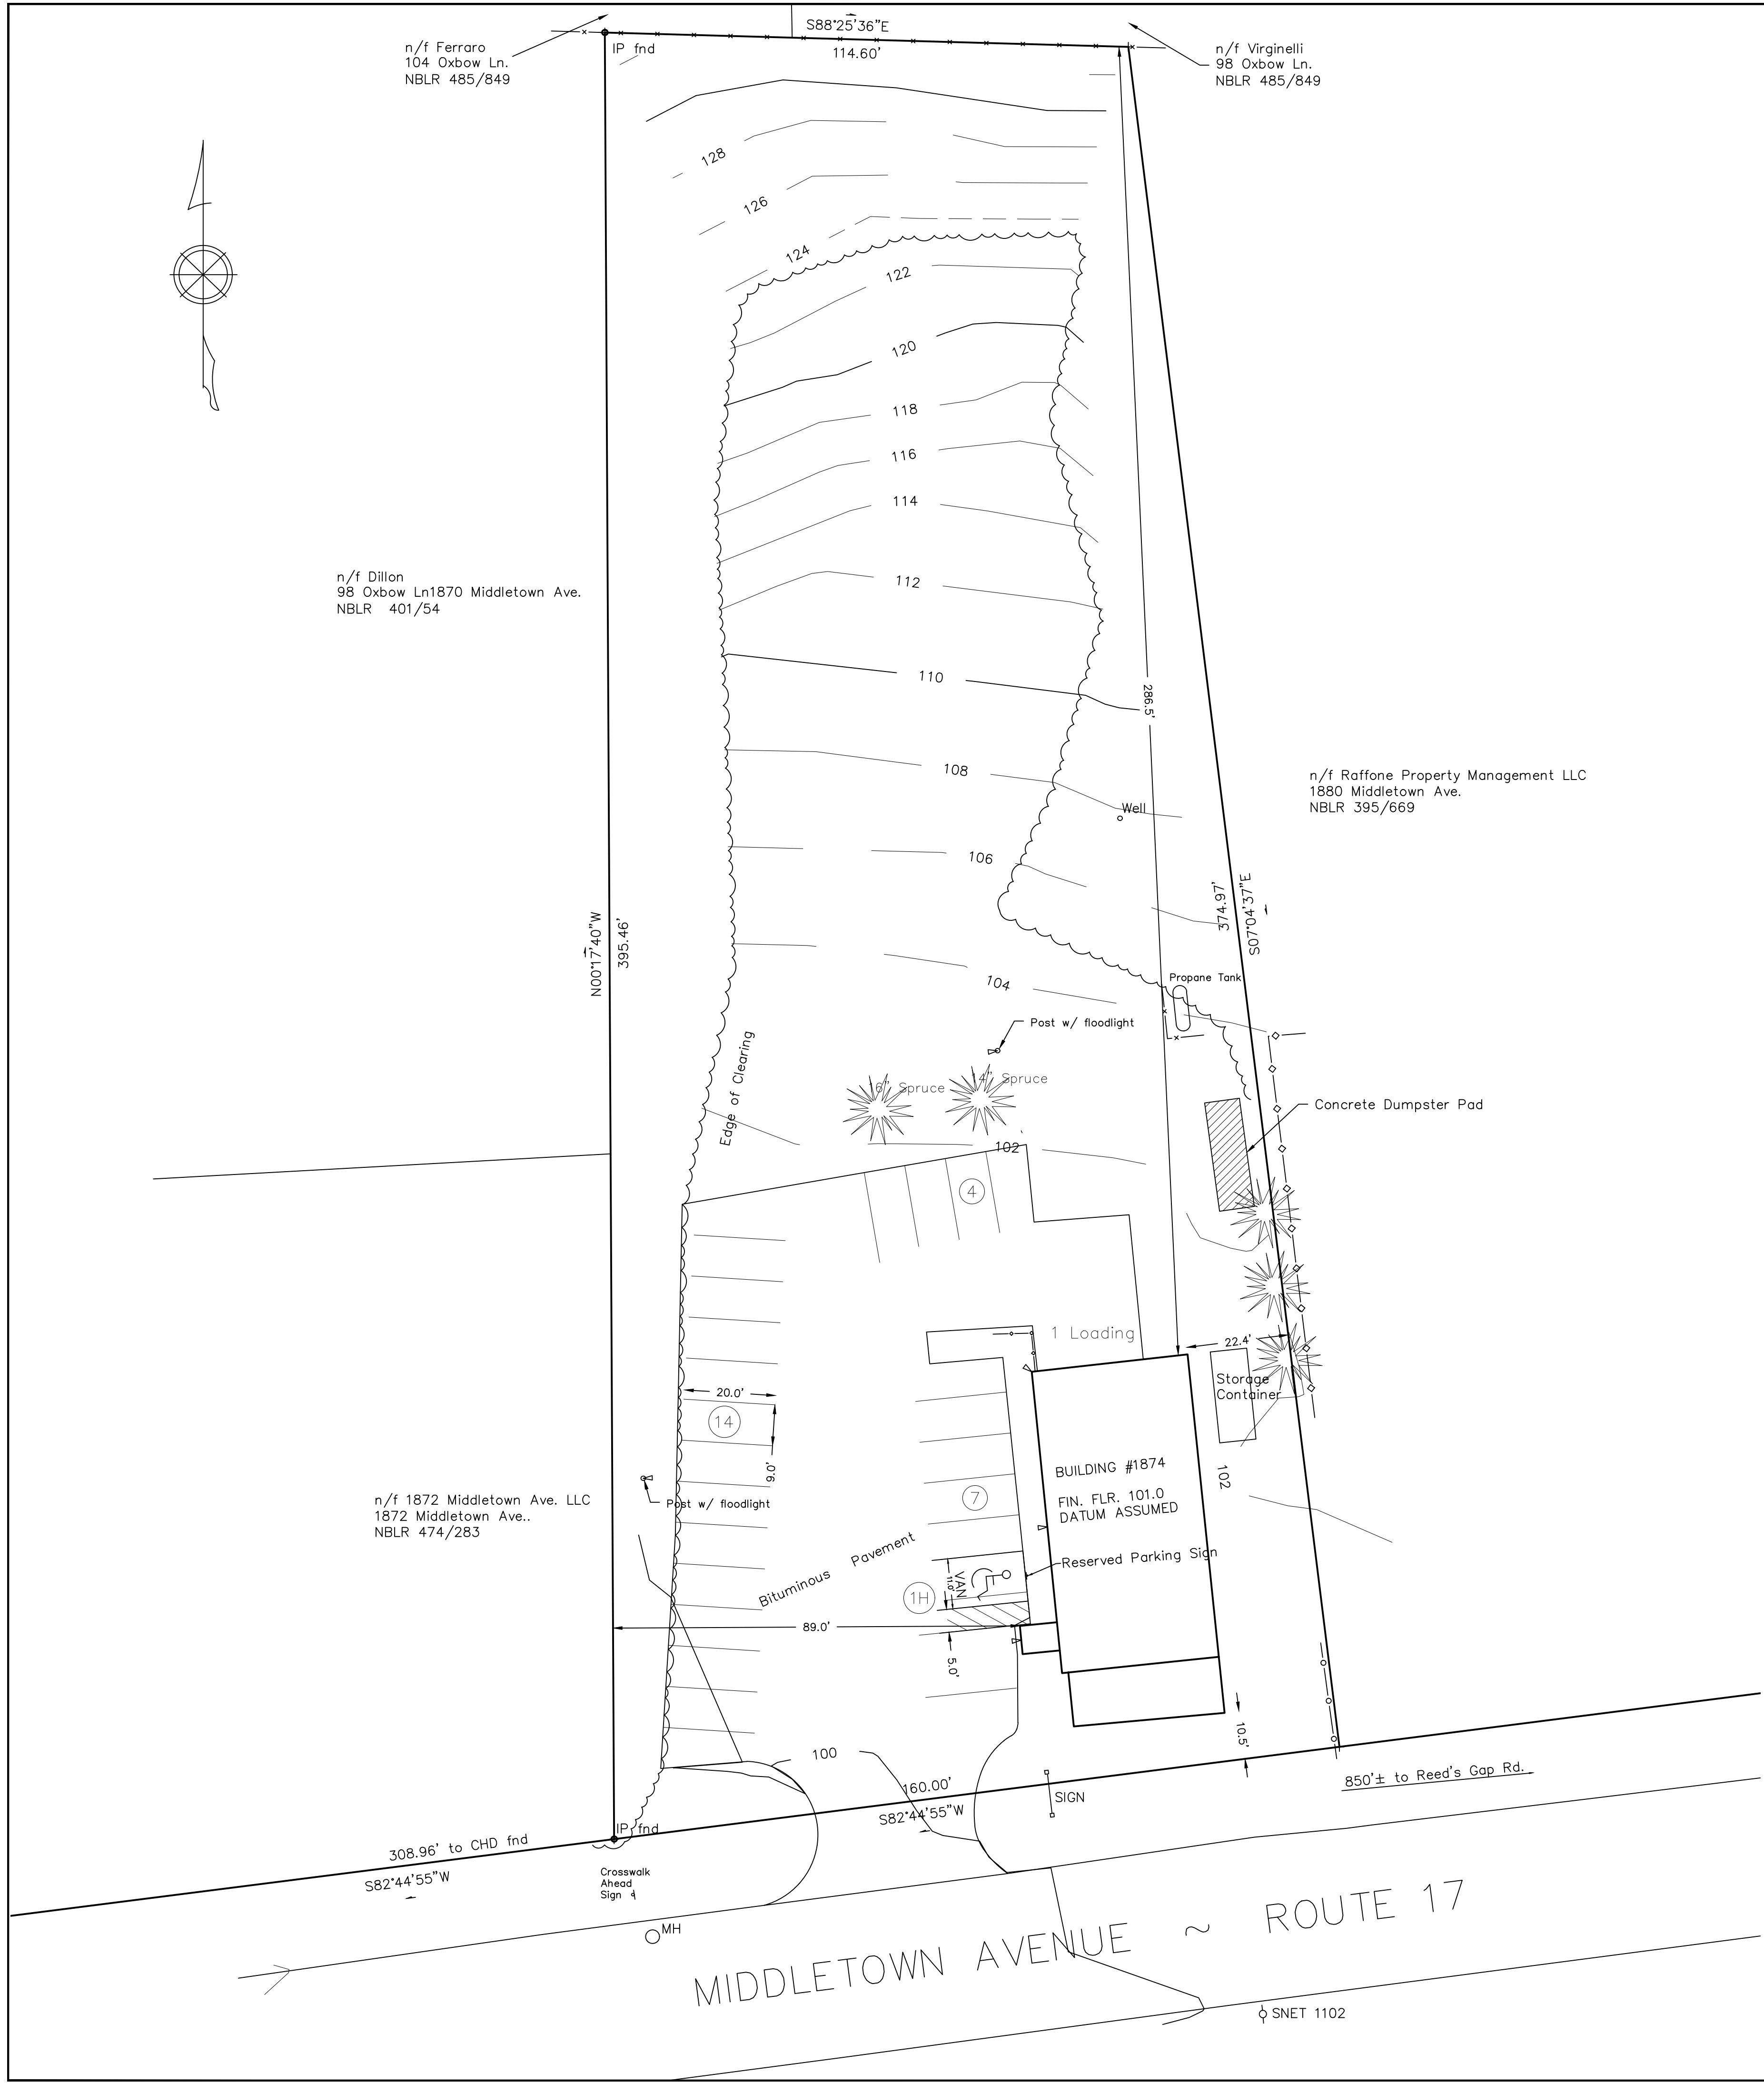 S88°25'36"E
114.60'
n/f Ferraro
104 Oxbow Ln.
NBLR 485/849
IP fnd
n/f Virginelli
98 Oxbow Ln.
NBLR 485/849
128
126
124
122
120
118
116
114
112
110
108
106
104
102
n/f Dillon
98 Oxbow Ln1870 Middletown Ave.
NBLR 401/54
286.5'
n/f Raffone Property Management LLC
1880 Middletown Ave.
NBLR 395/669
Well
374.97'
S07°04'37"E
N00°17'40"W
395.46'
Propane Tank
Post w/ floodlight
Edge of Clearing
16" Spruce
14" Spruce
Concrete Dumpster Pad
4
1 Loading
22.4'
Storage
Container
20.0'
14
9.0'
BUILDING #1874
FIN. FLR. 101.0
DATUM ASSUMED
102
7
n/f 1872 Middletown Ave. LLC
1872 Middletown Ave..
NBLR 474/283
Post w/ floodlight
Bituminous Pavement
Reserved Parking Sign
VAN
11.0'
1H
89.0'
5.0'
10.5'
100
160.00'
S82°44'55"W
SIGN
850'± to Reed's Gap Rd.
IP fnd
308.96' to CHD fnd
S82°44'55"W
Crosswalk
Ahead
Sign
MH
MIDDLETOWN AVENUE ~ ROUTE 17
SNET 1102